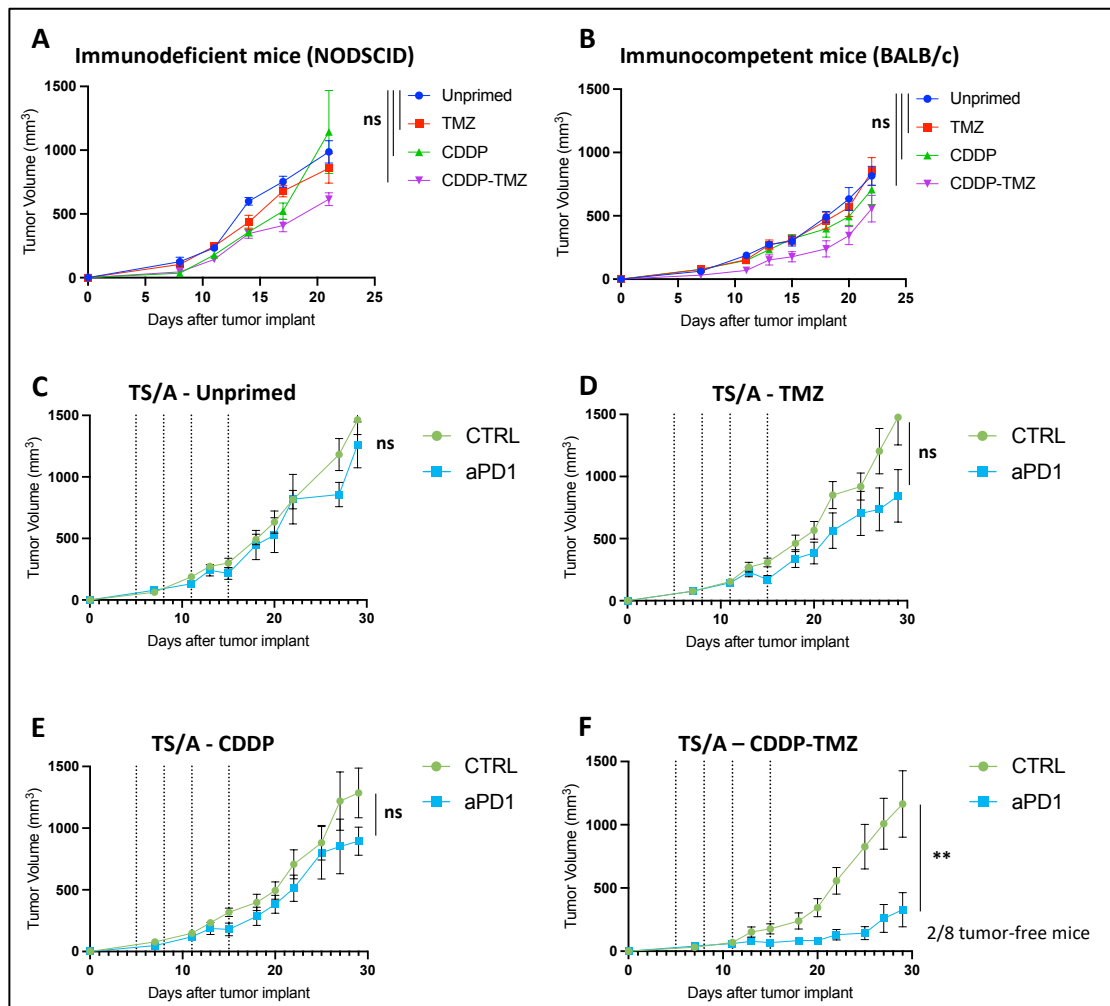 A
Immunodeficient mice (NODSCID)
Tumor Volume (mm³)
1500
1000
500
0
0 5 10 15 20 25
Days after tumor implant
ns
Unprimed
TMZ
CDDP
CDDP-TMZ
B
Immunocompetent mice (BALB/c)
Tumor Volume (mm³)
1500
1000
500
0
0 5 10 15 20 25
Days after tumor implant
ns
Unprimed
TMZ
CDDP
CDDP-TMZ
C
TS/A - Unprimed
Tumor Volume (mm³)
1500
1000
500
0
0 10 20 30
Days after tumor implant
ns
CTRL
aPD1
D
TS/A - TMZ
Tumor Volume (mm³)
1500
1000
500
0
0 10 20 30
Days after tumor implant
ns
CTRL
aPD1
E
TS/A - CDDP
Tumor Volume (mm³)
1500
1000
500
0
0 10 20 30
Days after tumor implant
ns
CTRL
aPD1
F
TS/A – CDDP-TMZ
Tumor Volume (mm³)
1500
1000
500
0
0 10 20 30
Days after tumor implant
**
CTRL
aPD1
2/8 tumor-free mice